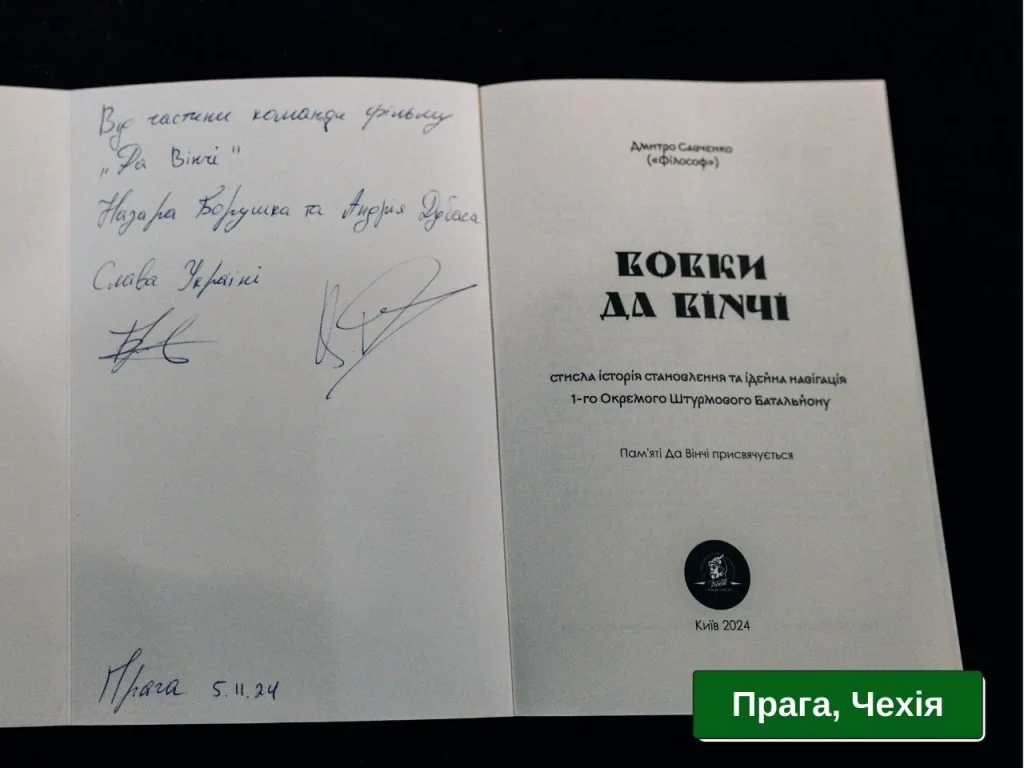 Від частини команди фільму
„Да Вінчі"
Назара Борушка та Андрія Дубаса
Слава Україні
Прага 5.11.24
Дмитро Савченко
(«Філософ»)
ВОВКИ
ДА ВІНЧІ
стисла історія становлення та ідейна навігація
1-го Окремого Штурмового Батальйону
Пам'яті Да Вінчі присвячується
Київ 2024
Прага, Чехія